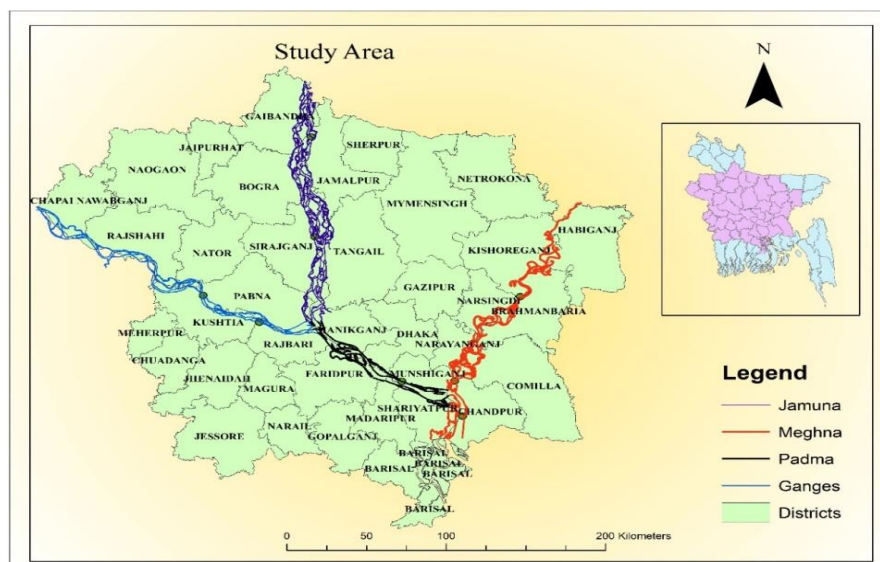 Study Area
N
GAIBANDH
SHERPUR
JAIPURHAT
NAOGAON
NETROKONA
BOGRA
JAMALPUR
CHAPAI NAWABGANJ
MYMENSINGH
HABIGANJ
RAJSHAHI
NATOR
SIRAJGANJ
TANGAIL
KISHOREGANJ
GAZIPUR
PABNA
NARSINGDI
BRAHMANBARIA
KUSHTIA
MEHERPUR
MANIKGANJ
DHAKA
NARAYANGANJ
RAJBARI
CHUADANGA
JHENAIDAH
FARIDPUR
MUNSHIGANJ
COMILLA
MAGURA
SHARIYATPUR
CHANDPUR
MADARIPUR
NARAIL
GOPALGANJ
JESSORE
BARISAL
BARISAL
BARISAL
BARISAL
BARISAL
Legend
Jamuna
Meghna
Padma
Ganges
Districts
0 50 100 200 Kilometers